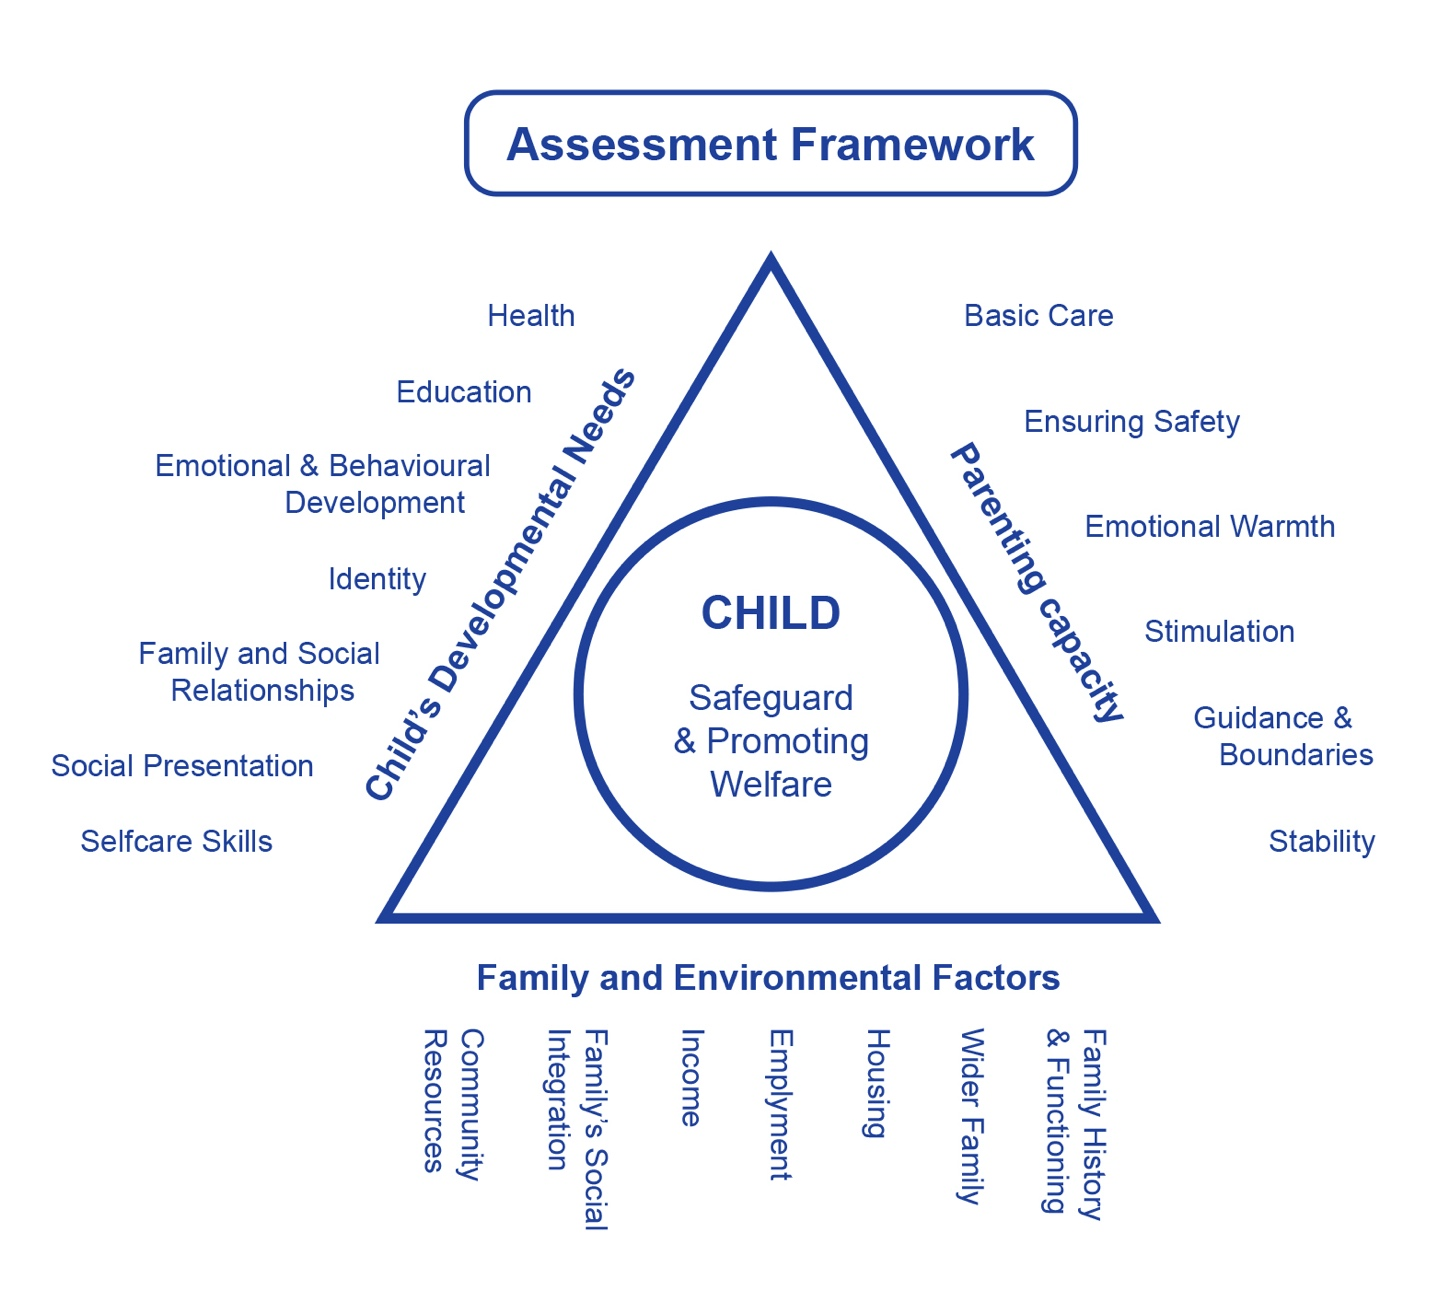 Assessment Framework
Health
Education
Emotional & Behavioural
Development
Identity
Family and Social
Relationships
Social Presentation
Selfcare Skills
Child’s Developmental Needs
Basic Care
Ensuring Safety
Emotional Warmth
Stimulation
Guidance &
Boundaries
Stability
Parenting capacity
CHILD
Safeguard
& Promoting
Welfare
Family and Environmental Factors
Community
Resources
Family’s Social
Integration
Income
Emplyment
Housing
Wider Family
Family History
& Functioning